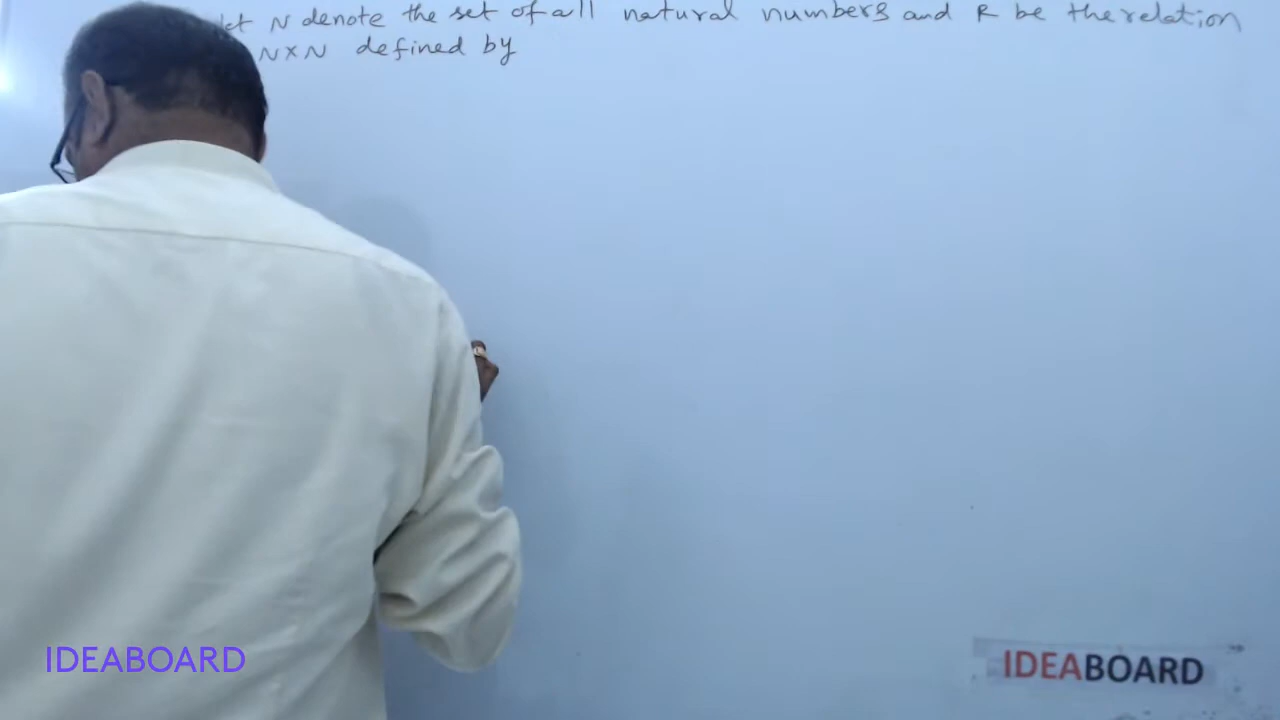 let N denote the set of all natural numbers and R be the relation
N×N defined by
IDEABOARD
IDEABOARD